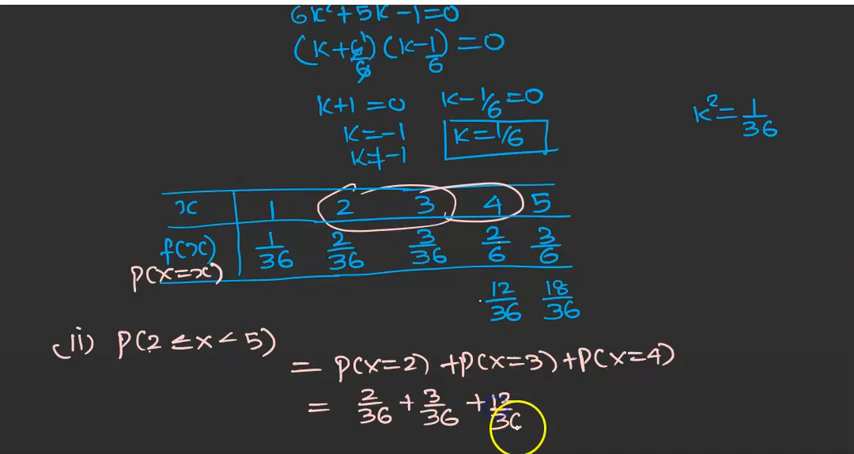 6k²+5k-1=0
(k+6/6)(k-1/6)=0
k+1=0 k-1/6=0
k=-1 k=1/6
k≠-1
k²=1/36
x 1 2 3 4 5
f(x) 1/36 2/36 3/36 2/6 3/6
P(X=x)
12/36 18/36
(ii) P(2≤x<5)
= P(X=2)+P(X=3)+P(X=4)
= 2/36+3/36+12/36